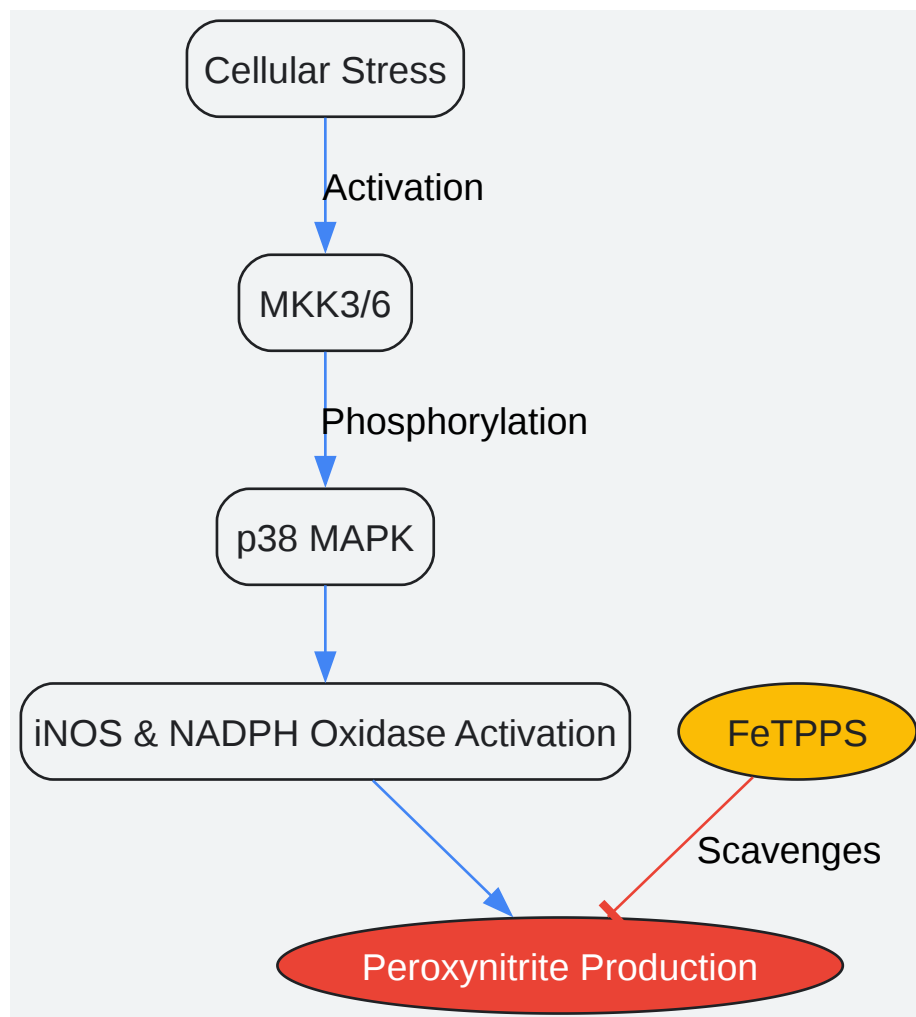 Cellular Stress
Activation
MKK3/6
Phosphorylation
p38 MAPK
iNOS & NADPH Oxidase Activation
FeTPPS
Scavenges
Peroxynitrite Production